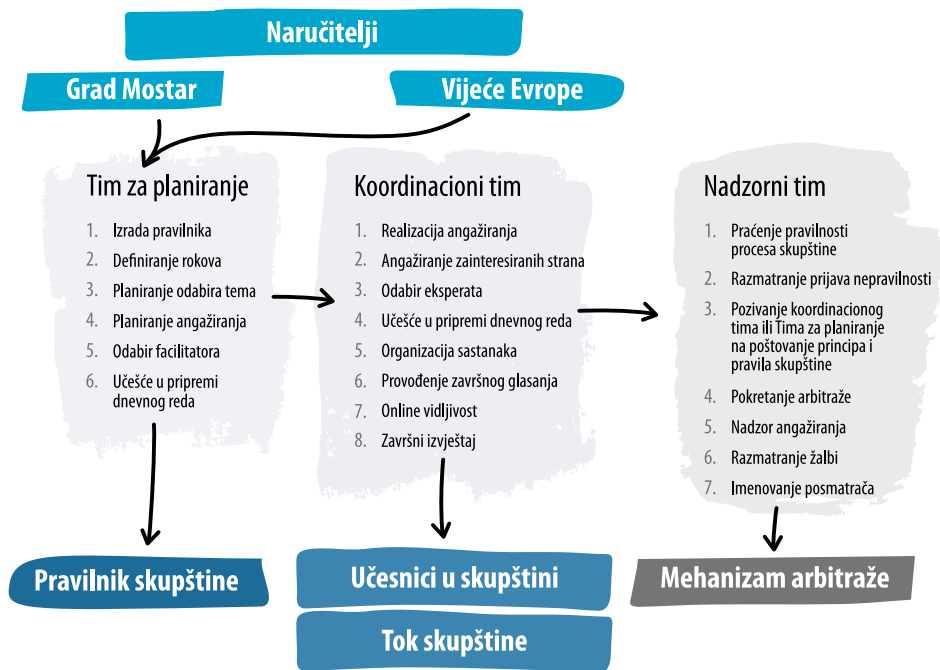 Naručitelji
Grad Mostar
Vijeće Evrope
Tim za planiranje
1. Izrada pravilnika
2. Definiranje rokova
3. Planiranje odabira tema
4. Planiranje angažiranja
5. Odabir facilitatora
6. Učešće u pripremi
dnevnog reda
Koordinacioni tim
1. Realizacija angažiranja
2. Angažiranje zainteresiranih strana
3. Odabir eksperata
4. Učešće u pripremi dnevnog reda
5. Organizacija sastanaka
6. Provođenje završnog glasanja
7. Online vidljivost
8. Završni izvještaj
Nadzorni tim
1. Praćenje pravilnosti
procesa skupštine
2. Razmatranje prijava nepravilnosti
3. Pozivanje koordinacionog
tima ili Tima za planiranje
na poštovanje principa i
pravila skupštine
4. Pokretanje arbitraže
5. Nadzor angažiranja
6. Razmatranje žalbi
7. Imenovanje posmatrača
Pravilnik skupštine
Učesnici u skupštini
Tok skupštine
Mehanizam arbitraže